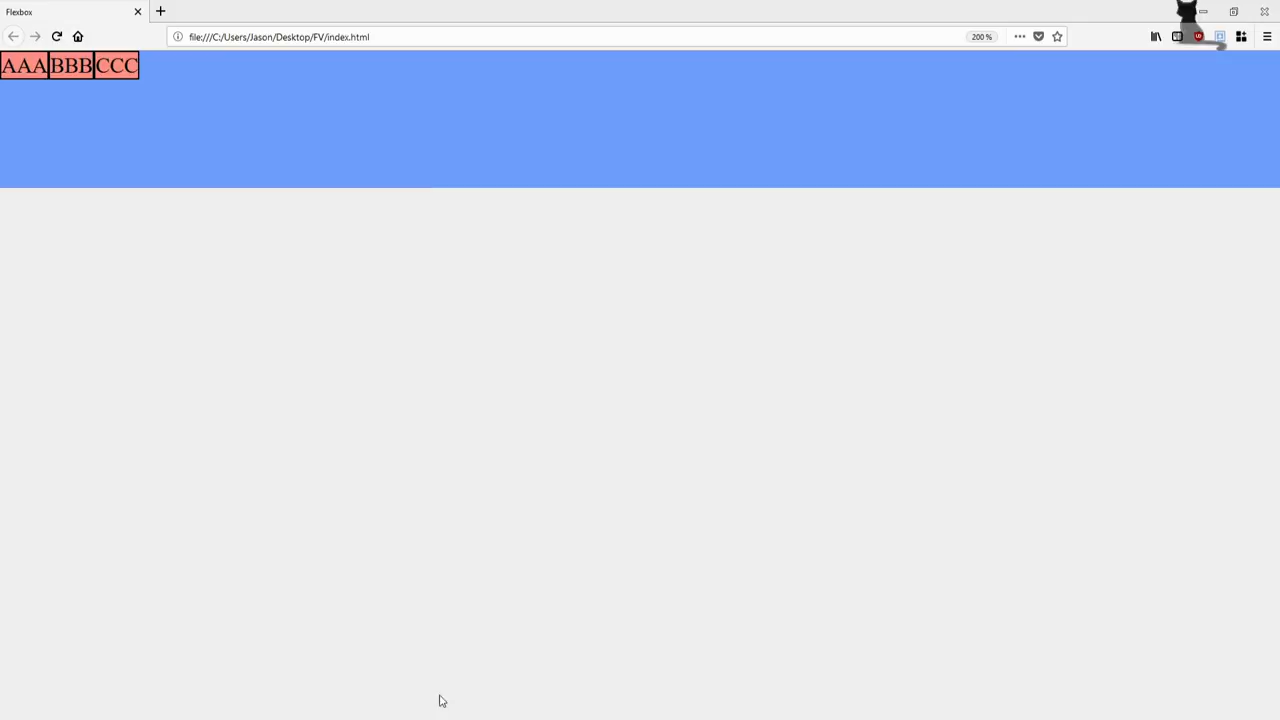 Flexbox
file:///C:/Users/Jason/Desktop/FV/index.html
200 %
AAA BBB CCC